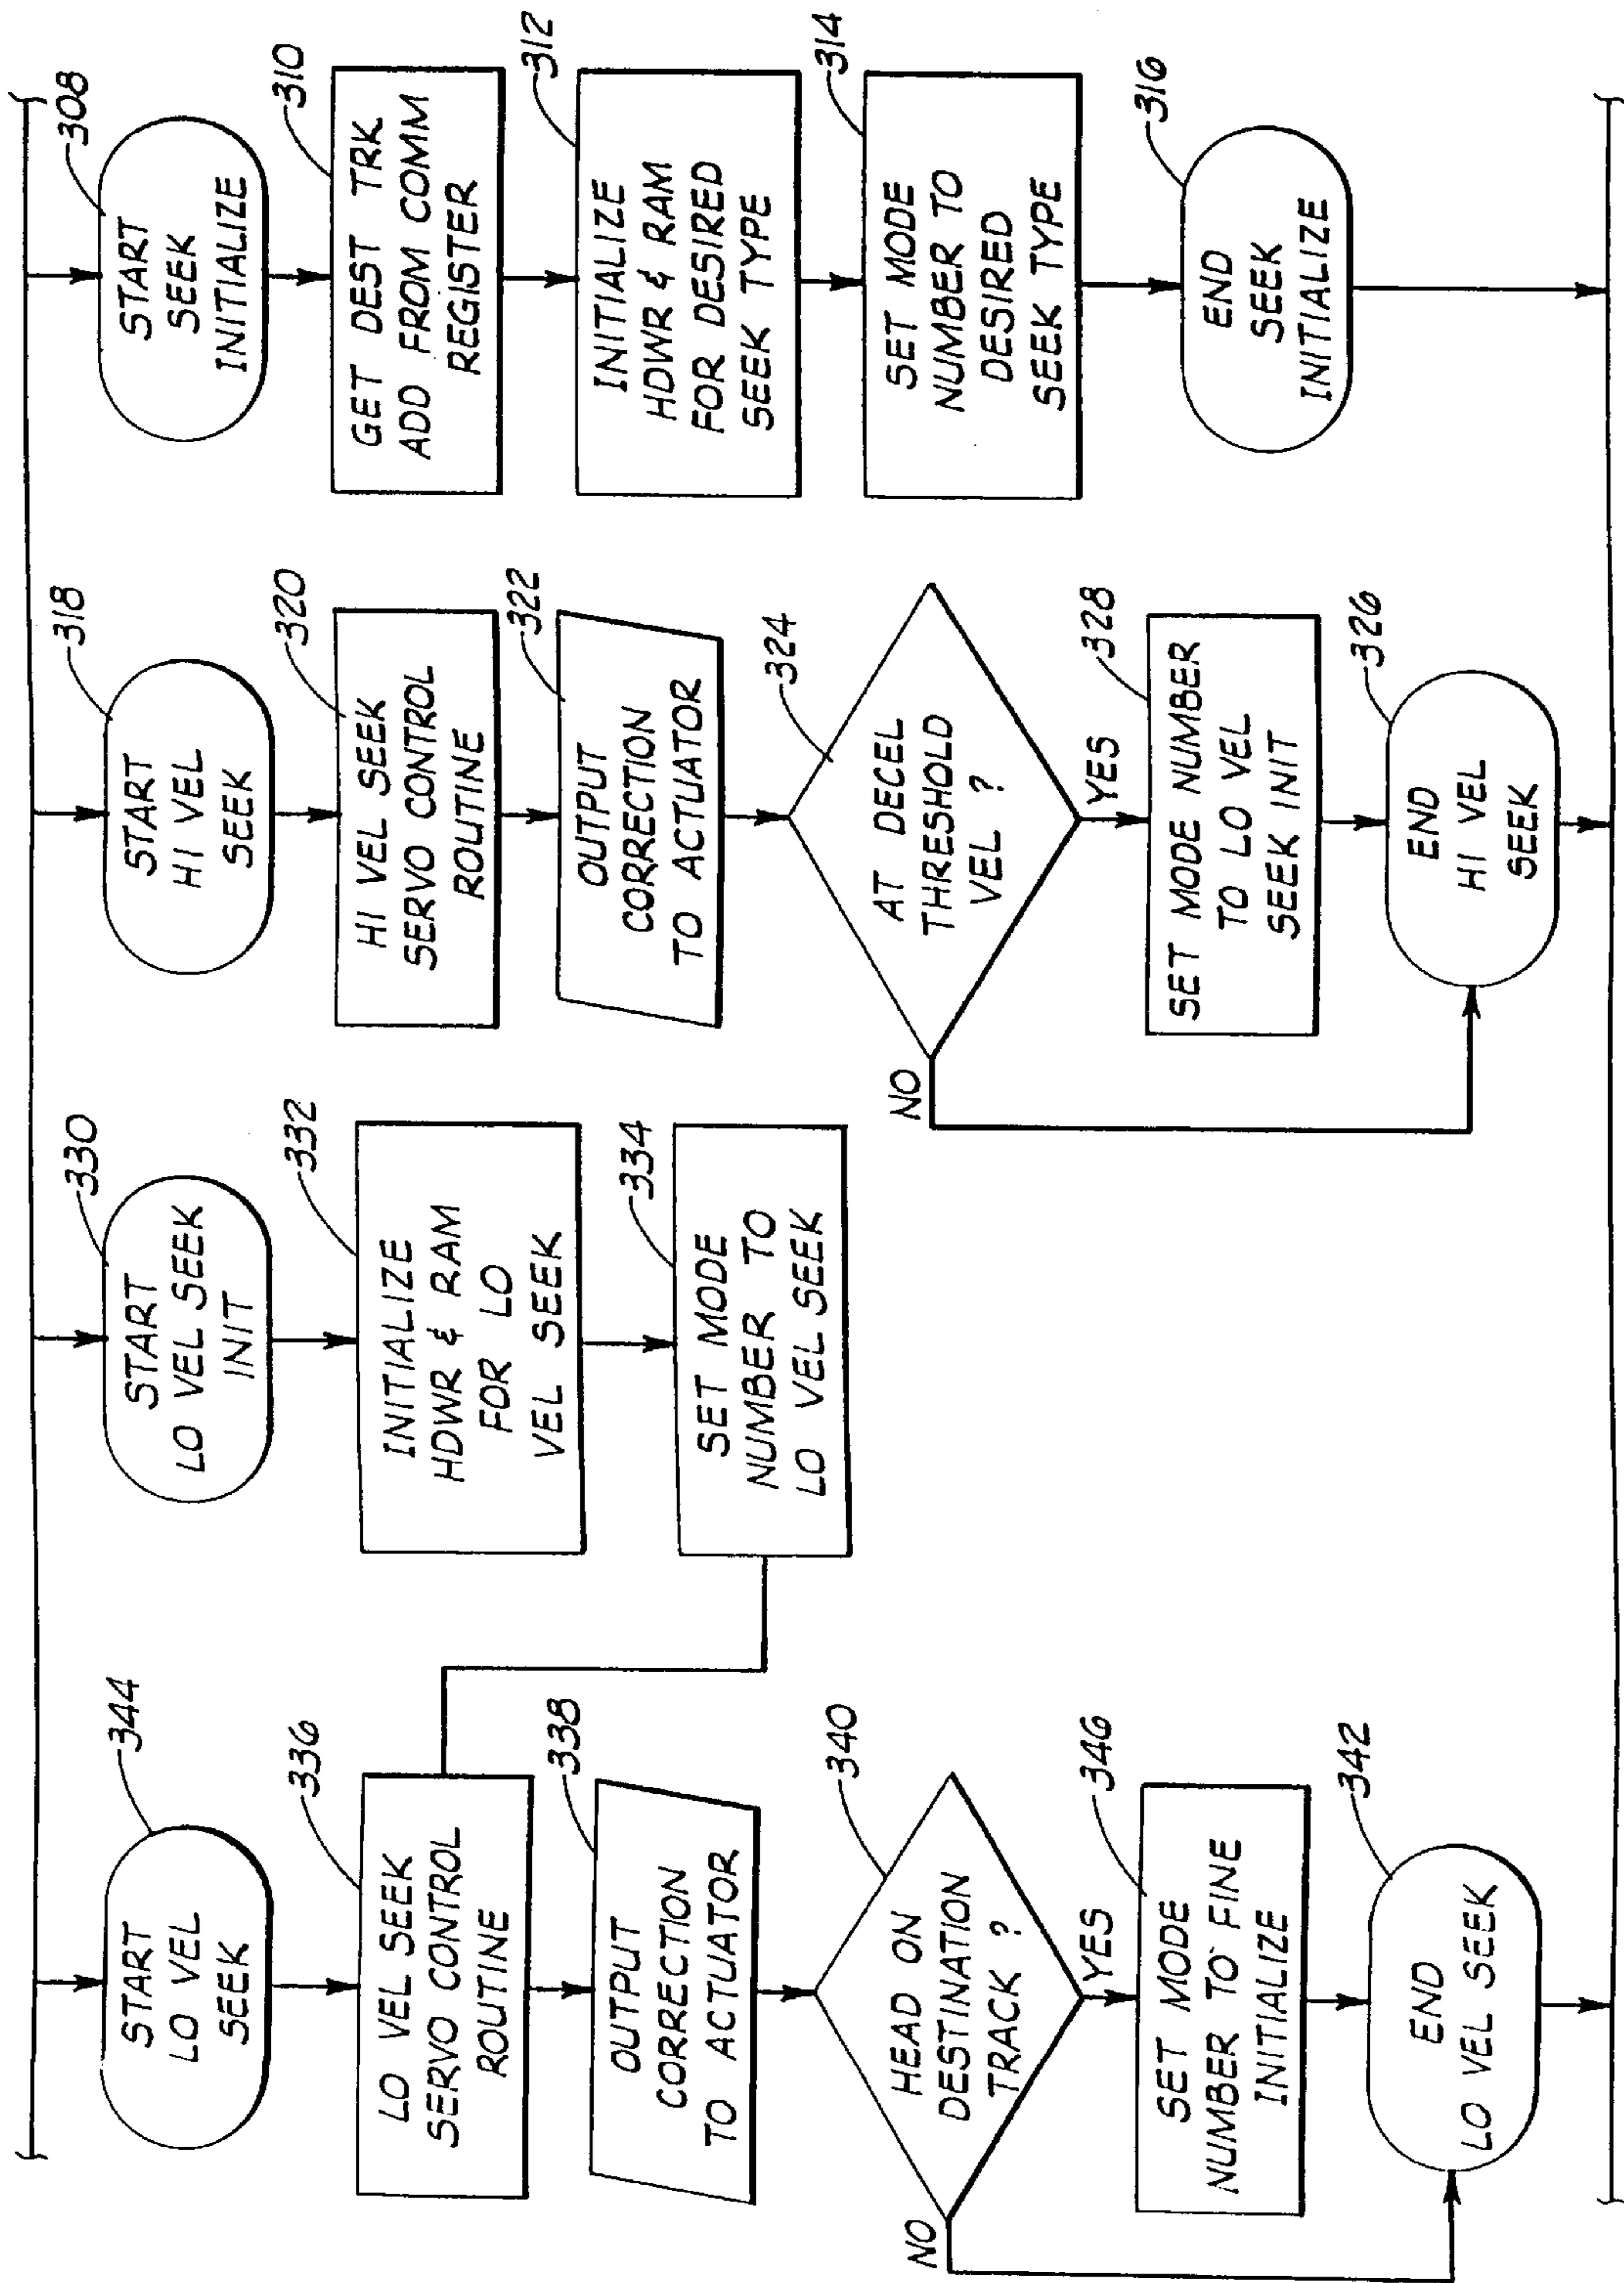 344
START
LO VEL
SEEK
336
LO VEL SEEK
SERVO CONTROL
ROUTINE
338
OUTPUT
CORRECTION
TO ACTUATOR
340
HEAD ON
DESTINATION
TRACK ?
NO
YES
346
SET MODE
NUMBER TO FINE
INITIALIZE
342
END
LO VEL SEEK
330
START
LO VEL SEEK
INIT
332
INITIALIZE
HDWR & RAM
FOR LO
VEL SEEK
334
SET MODE
NUMBER TO
LO VEL SEEK
318
START
HI VEL
SEEK
320
HI VEL SEEK
SERVO CONTROL
ROUTINE
322
OUTPUT
CORRECTION
TO ACTUATOR
324
AT DECEL
THRESHOLD
VEL ?
NO
YES
328
SET MODE NUMBER
TO LO VEL
SEEK INIT
326
END
HI VEL
SEEK
308
START
SEEK
INITIALIZE
310
GET DEST TRK
ADD FROM COMM
REGISTER
312
INITIALIZE
HDWR & RAM
FOR DESIRED
SEEK TYPE
314
SET MODE
NUMBER TO
DESIRED
SEEK TYPE
316
END
SEEK
INITIALIZE